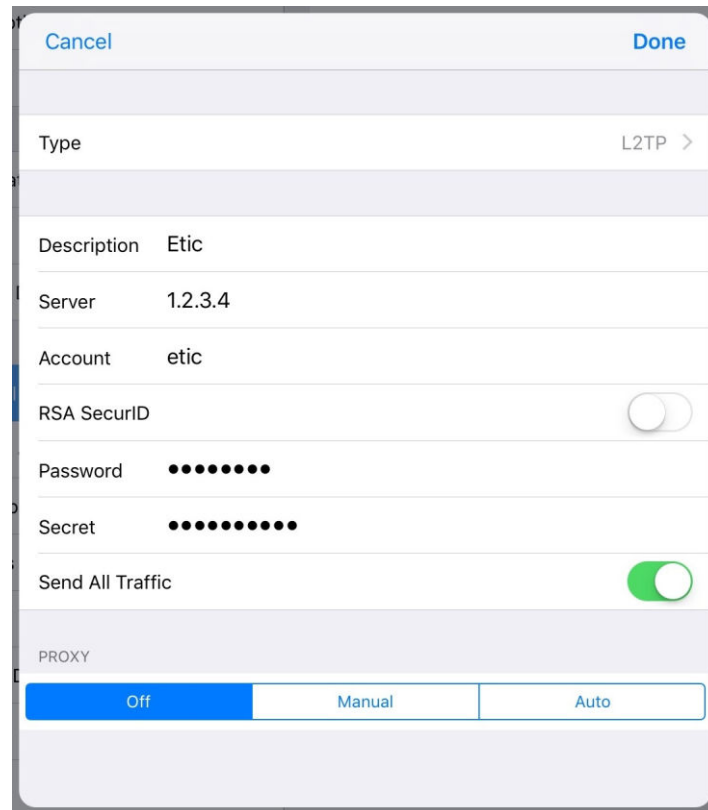 Cancel Done
Type L2TP >
Description Etic
Server 1.2.3.4
Account etic
RSA SecurID
Password ●●●●●●●●
Secret ●●●●●●●●●●
Send All Traffic
PROXY
Off Manual Auto